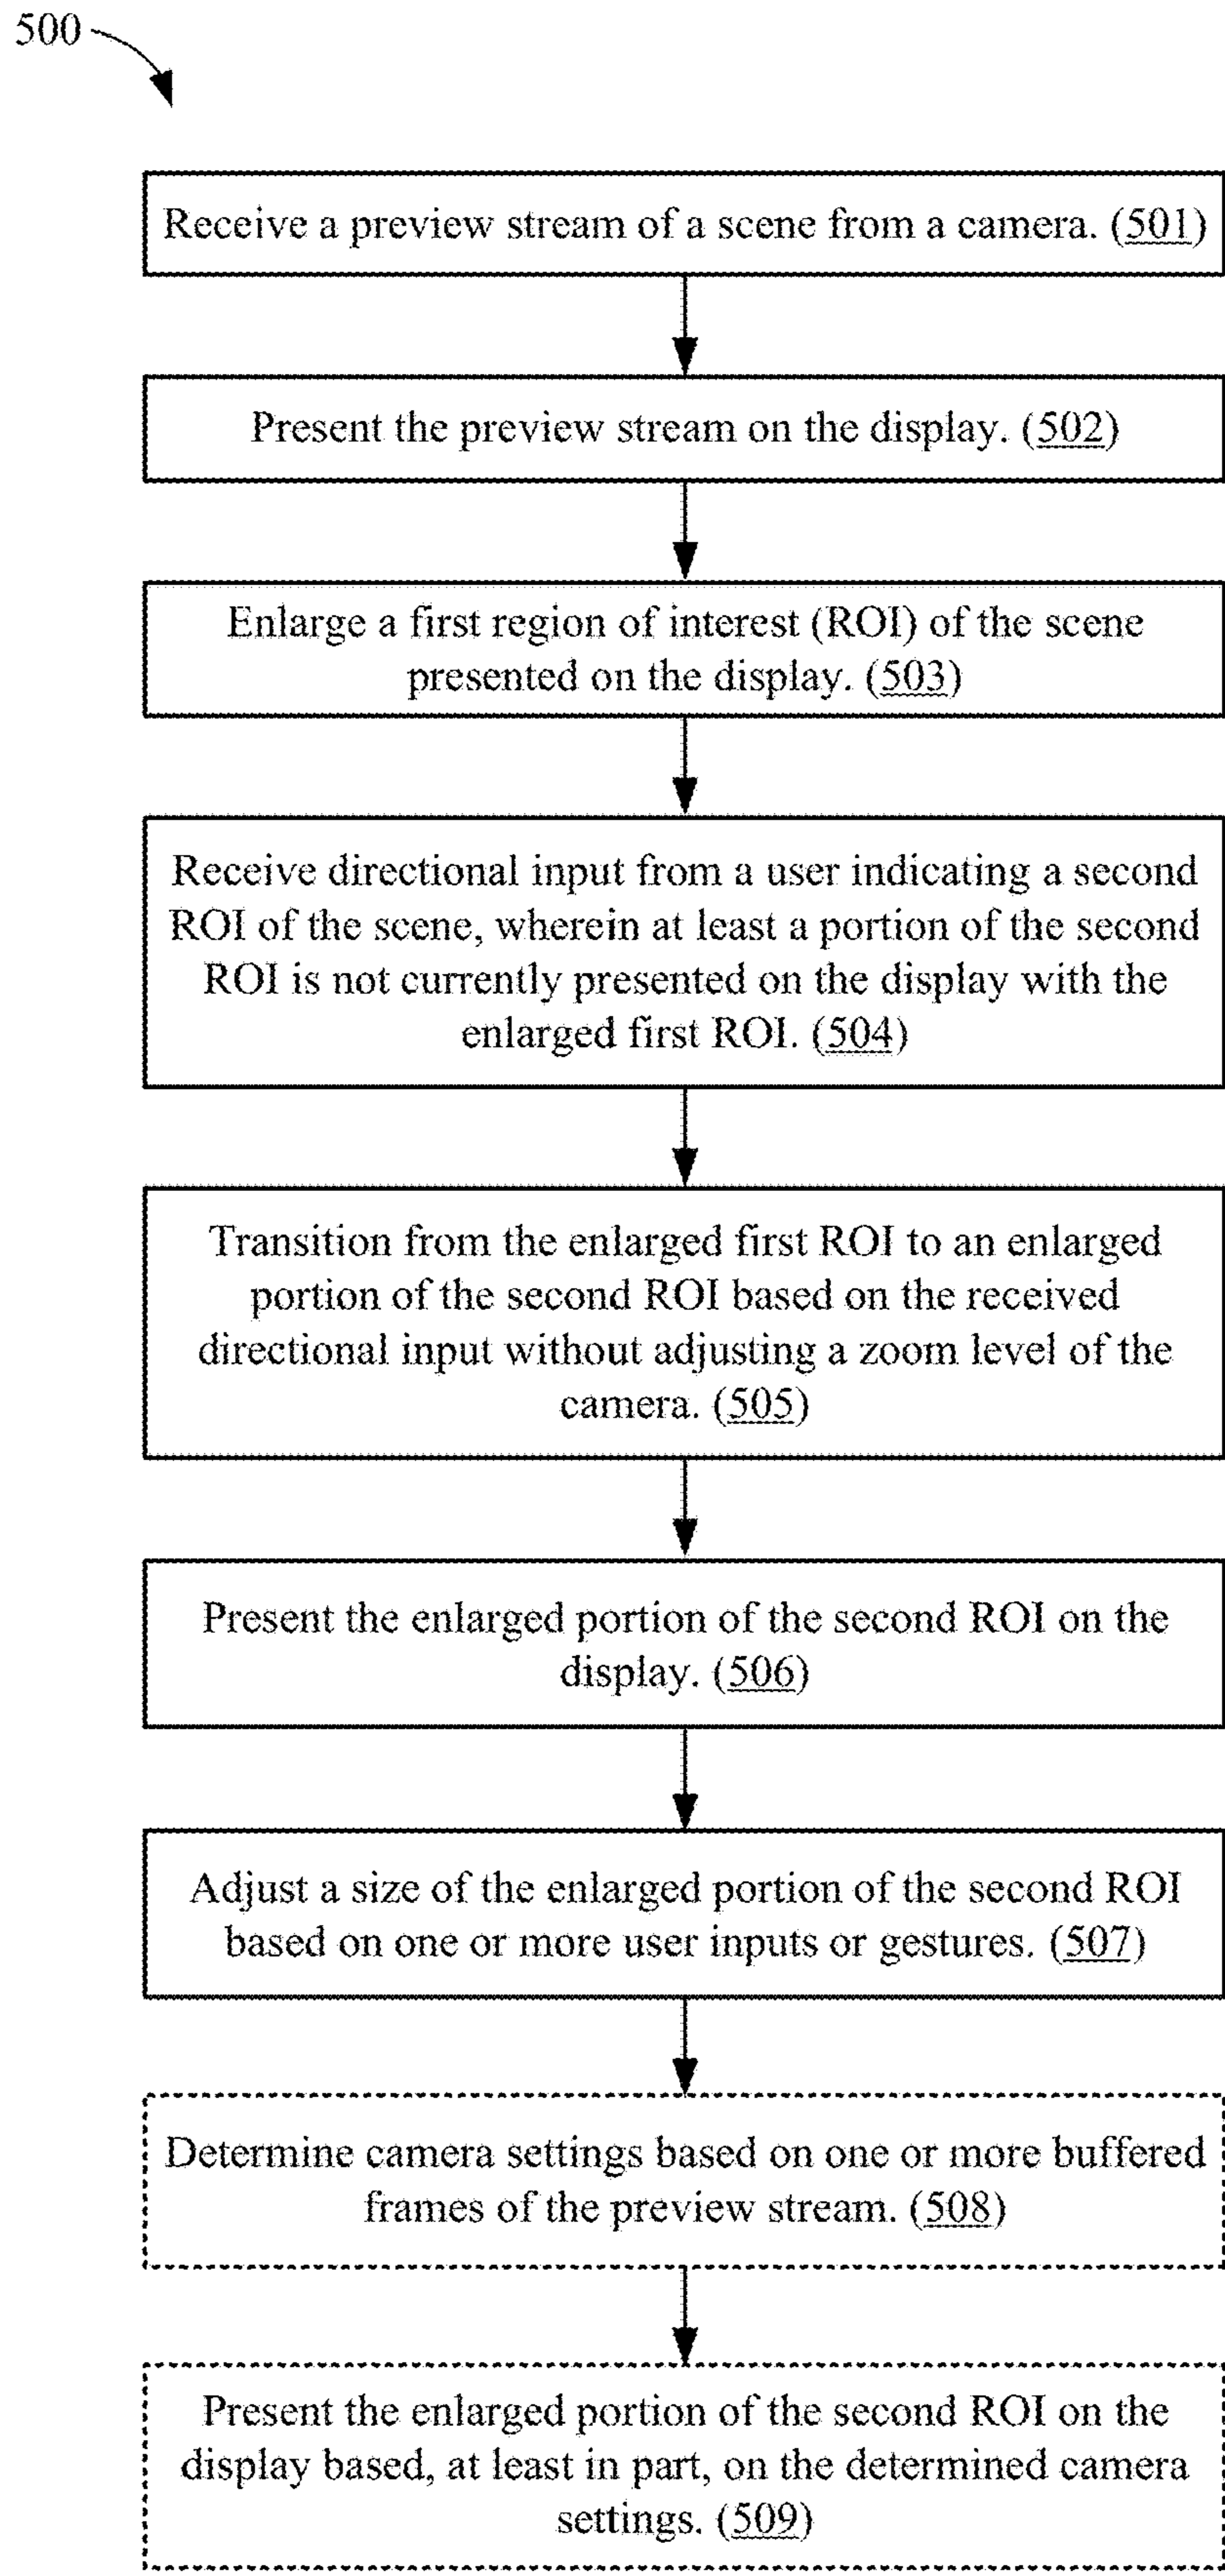 500
Receive a preview stream of a scene from a camera. (501)
Present the preview stream on the display. (502)
Enlarge a first region of interest (ROI) of the scene
presented on the display. (503)
Receive directional input from a user indicating a second
ROI of the scene, wherein at least a portion of the second
ROI is not currently presented on the display with the
enlarged first ROI. (504)
Transition from the enlarged first ROI to an enlarged
portion of the second ROI based on the received
directional input without adjusting a zoom level of the
camera. (505)
Present the enlarged portion of the second ROI on the
display. (506)
Adjust a size of the enlarged portion of the second ROI
based on one or more user inputs or gestures. (507)
Determine camera settings based on one or more buffered
frames of the preview stream. (508)
Present the enlarged portion of the second ROI on the
display based, at least in part, on the determined camera
settings. (509)